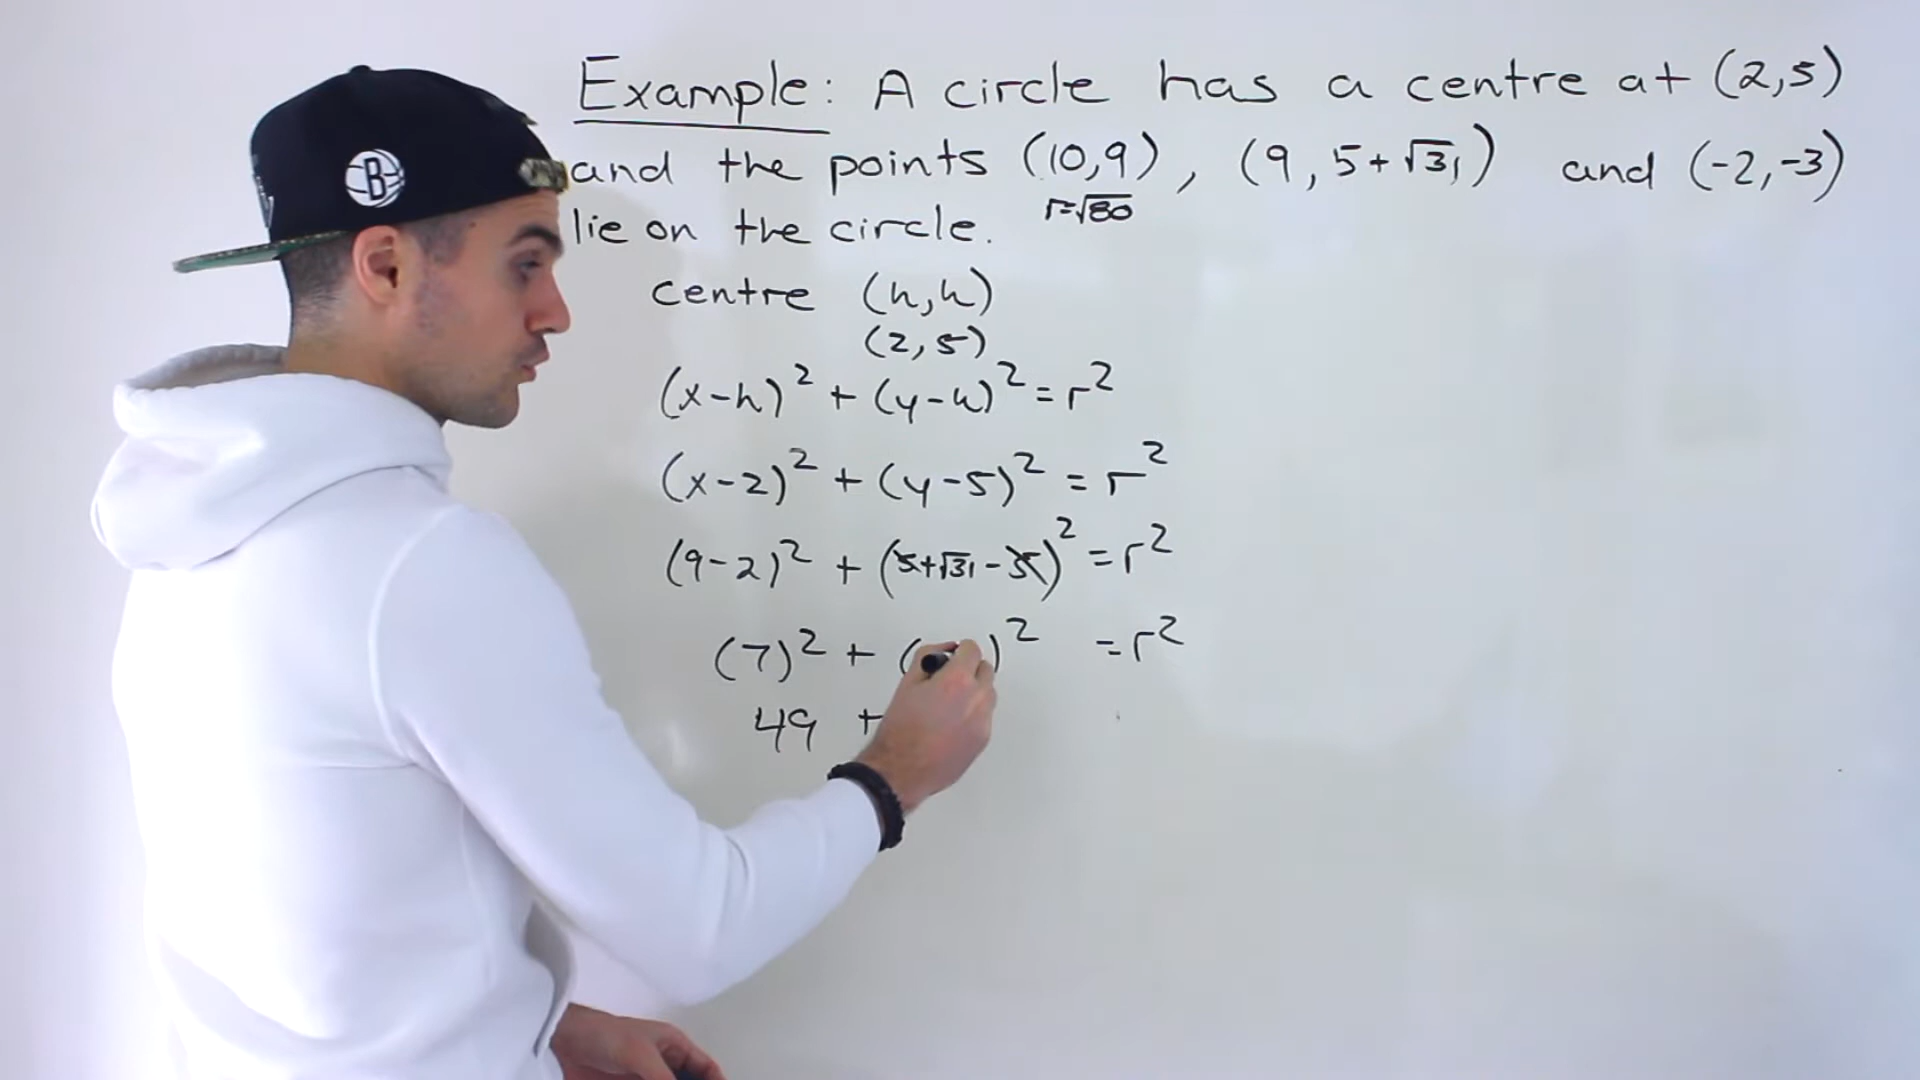 Example: A circle has a centre at (2,5)
and the points (10,9), (9, 5+√31) and (-2,-3)
r=√80
lie on the circle.
centre (h,k)
(2,5)
(x-h)² + (y-k)² = r²
(x-2)² + (y-5)² = r²
(9-2)² + (5+√31-5)² = r²
(7)² + ( )² = r²
49 +
B